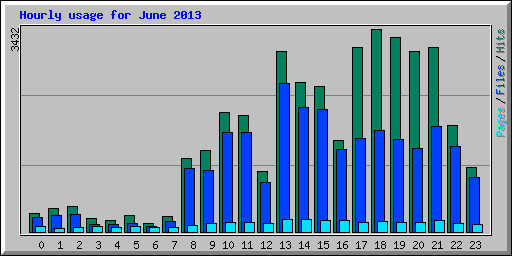 Hourly usage for June 2013
3432
Pages/Files/Hits
0 1 2 3 4 5 6 7 8 9 10 11 12 13 14 15 16 17 18 19 20 21 22 23